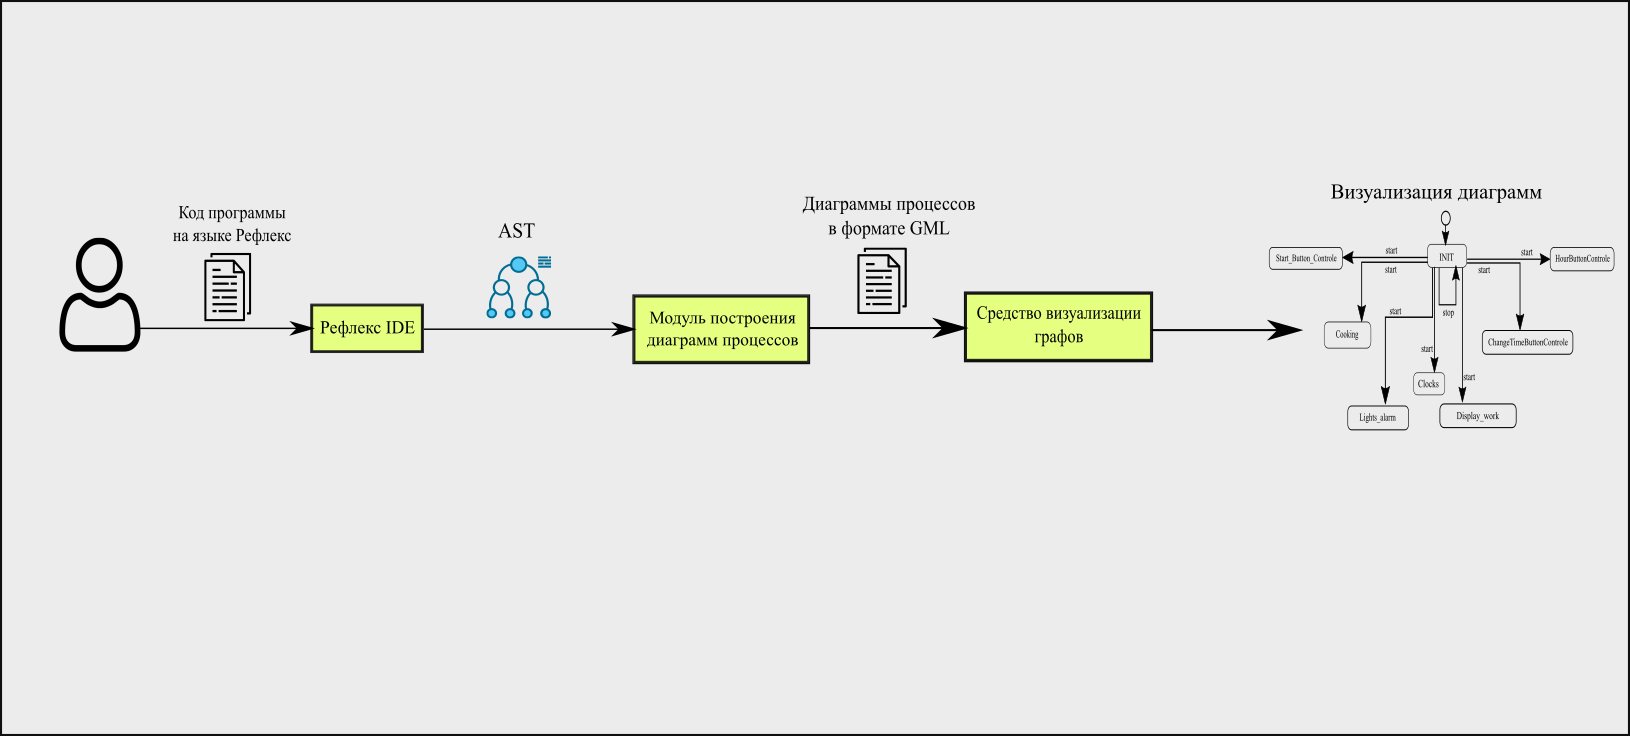 Код программы
на языке Рефлекс
Рефлекс IDE
AST
Модуль построения
диаграмм процессов
Диаграммы процессов
в формате GML
Средство визуализации
графов
Визуализация диаграмм
start
INIT
start
Start_Button_Controle
HourButtonControle
start
start
start
stop
Cooking
ChangeTimeButtonControle
start
start
Clocks
Lights_alarm
Display_work